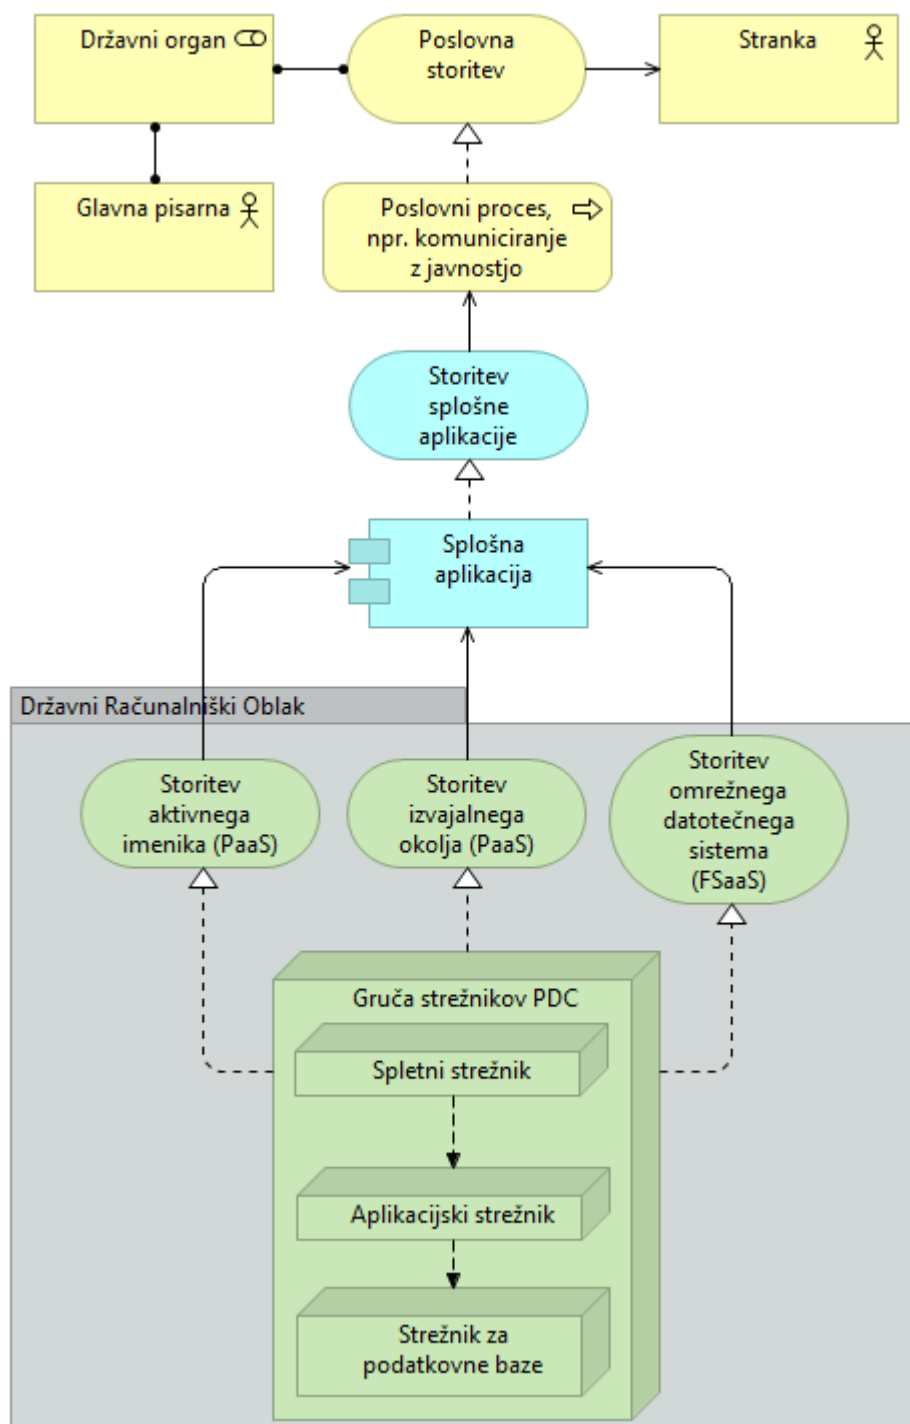 Državni organ
Poslovna
storitev
Stranka
Glavna pisarna
Poslovni proces,
npr. komuniciranje
z javnostjo
Storitev
splošne
aplikacije
Splošna
aplikacija
Državni Računalniški Oblak
Storitev
aktivnega
imenika (PaaS)
Storitev
izvajalnega
okolja (PaaS)
Storitev
omrežnega
datotečnega
sistema
(FSaaS)
Gruča strežnikov PDC
Spletni strežnik
Aplikacijski strežnik
Strežnik za
podatkovne baze